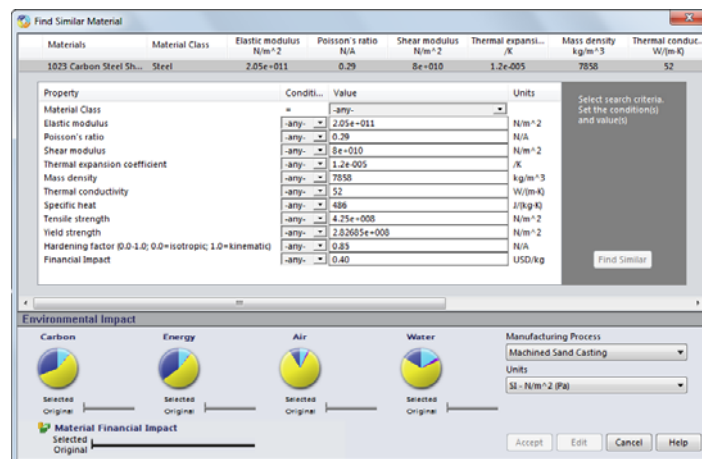 Find Similar Material
Materials Material Class Elastic modulus N/m^2 Poisson's ratio N/A Shear modulus N/m^2 Thermal expansi... /K Mass density kg/m^3 Thermal conduc... W/(m·K)
1023 Carbon Steel Sh... Steel 2.05e+011 0.29 8e+010 1.2e-005 7858 52
Property Conditi... Value Units
Material Class = -any-
Elastic modulus -any- 2.05e+011 N/m^2
Poisson's ratio -any- 0.29 N/A
Shear modulus -any- 8e+010 N/m^2
Thermal expansion coefficient -any- 1.2e-005 /K
Mass density -any- 7858 kg/m^3
Thermal conductivity -any- 52 W/(m·K)
Specific heat -any- 486 J/(kg·K)
Tensile strength -any- 4.25e+008 N/m^2
Yield strength -any- 2.82685e+008 N/m^2
Hardening factor (0.0-1.0; 0.0=isotropic; 1.0=kinematic) -any- 0.85 N/A
Financial Impact -any- 0.40 USD/kg
Select search criteria.
Set the condition(s)
and value(s)
Find Similar
Environmental Impact
Carbon Energy Air Water
Selected Selected Selected Selected
Original Original Original Original
Manufacturing Process
Machined Sand Casting
Units
SI - N/m^2 (Pa)
Material Financial Impact
Selected
Original
Accept Edit Cancel Help